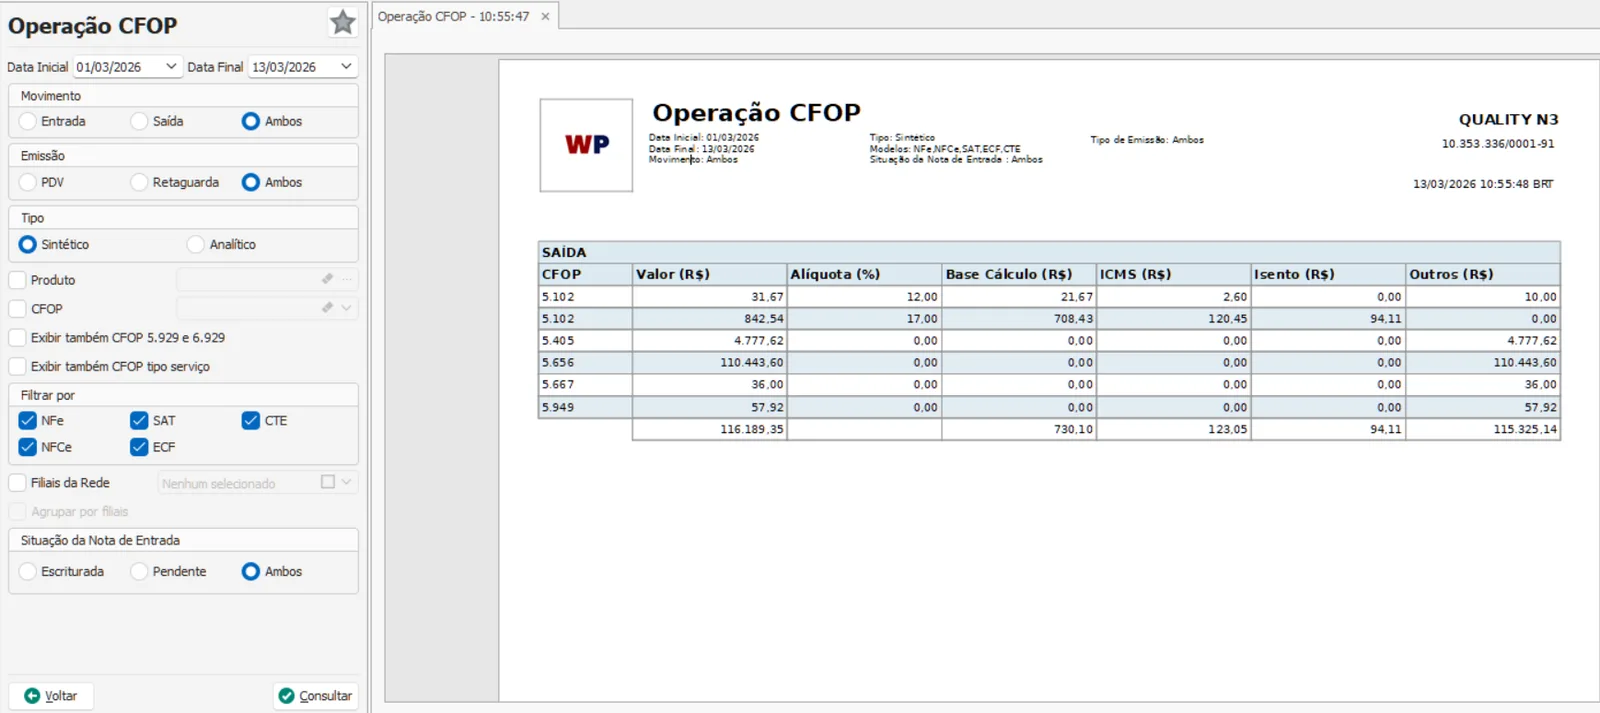 Operação CFOP
Data Inicial 01/03/2026 Data Final 13/03/2026
Movimento
Entrada Saída Ambos
Emissão
PDV Retaguarda Ambos
Tipo
Sintético Analítico
Produto
CFOP
Exibir também CFOP 5.929 e 6.929
Exibir também CFOP tipo serviço
Filtrar por
NFe SAT CTE
NFCe ECF
Filiais da Rede Nenhum selecionado
Agrupar por filiais
Situação da Nota de Entrada
Escriturada Pendente Ambos
Voltar Consultar
Operação CFOP - 10:55:47
WP
Operação CFOP
Data Inicial: 01/03/2026 Tipo: Sintético Tipo de Emissão: Ambos
Data Final: 13/03/2026 Modelos: NFe,NFCe,SAT,ECF,CTE
Movimento: Ambos Situação da Nota de Entrada : Ambos
QUALITY N3
10.353.336/0001-91
13/03/2026 10:55:48 BRT
SAÍDA
CFOP Valor (R$) Alíquota (%) Base Cálculo (R$) ICMS (R$) Isento (R$) Outros (R$)
5.102 31,67 12,00 21,67 2,60 0,00 10,00
5.102 842,54 17,00 708,43 120,45 94,11 0,00
5.405 4.777,62 0,00 0,00 0,00 0,00 4.777,62
5.656 110.443,60 0,00 0,00 0,00 0,00 110.443,60
5.667 36,00 0,00 0,00 0,00 0,00 36,00
5.949 57,92 0,00 0,00 0,00 0,00 57,92
116.189,35 730,10 123,05 94,11 115.325,14